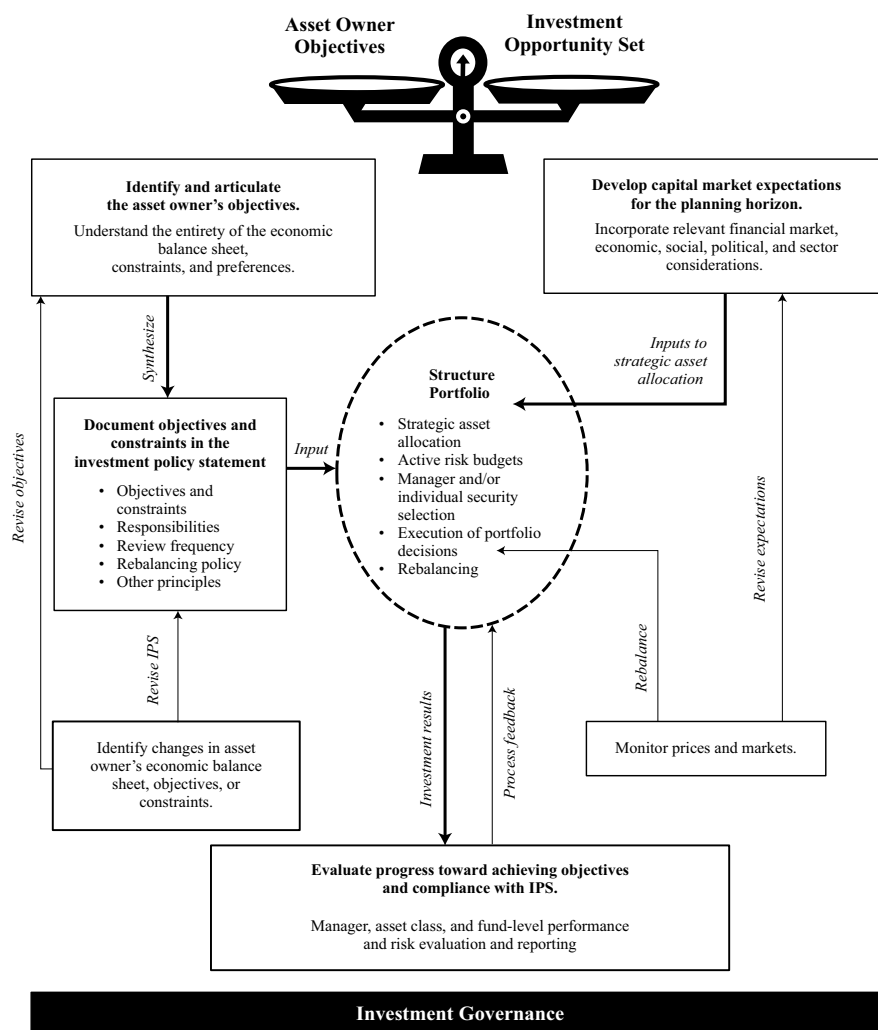 Asset Owner
Objectives
Investment
Opportunity Set
Identify and articulate
the asset owner's objectives.
Understand the entirety of the economic
balance sheet,
constraints, and preferences.
Develop capital market expectations
for the planning horizon.
Incorporate relevant financial market,
economic, social, political, and sector
considerations.
Synthesize
Inputs to
strategic asset
allocation
Document objectives and
constraints in the
investment policy statement
• Objectives and
constraints
• Responsibilities
• Review frequency
• Rebalancing policy
• Other principles
Input
Structure
Portfolio
• Strategic asset
allocation
• Active risk budgets
• Manager and/or
individual security
selection
• Execution of portfolio
decisions
• Rebalancing
Revise objectives
Revise expectations
Revise IPS
Rebalance
Investment results
Process feedback
Identify changes in asset
owner's economic balance
sheet, objectives, or
constraints.
Monitor prices and markets.
Evaluate progress toward achieving objectives
and compliance with IPS.
Manager, asset class, and fund-level performance
and risk evaluation and reporting
Investment Governance